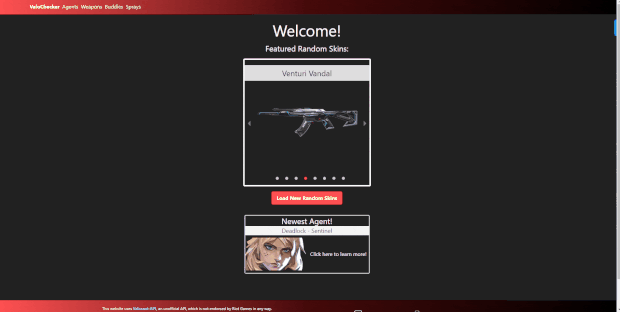 ValoChecker Agents Weapons Buddies Sprays
Welcome!
Featured Random Skins:
Venturi Vandal
Load New Random Skins
Newest Agent!
Deadlock - Sentinel
Click here to learn more!
This website uses Valorant-API, an unofficial API, which is not endorsed by Riot Games in any way.